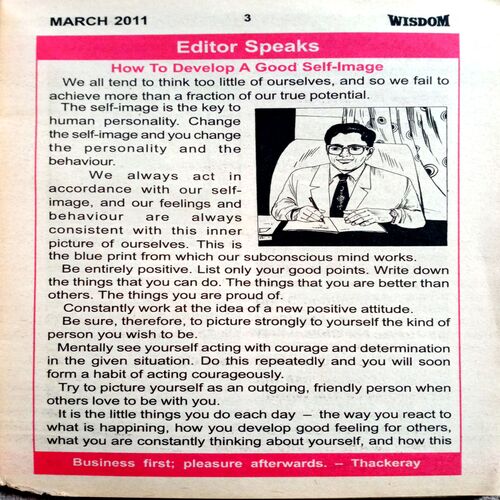 MARCH 2011 3 WISDOM
Editor Speaks
How To Develop A Good Self-Image
We all tend to think too little of ourselves, and so we fail to
achieve more than a fraction of our true potential.
The self-image is the key to
human personality. Change
the self-image and you change
the personality and the
behaviour.
We always act in
accordance with our self-
image, and our feelings and
behaviour are always
consistent with this inner
picture of ourselves. This is
the blue print from which our subconscious mind works.
Be entirely positive. List only your good points. Write down
the things that you can do. The things that you are better than
others. The things you are proud of.
Constantly work at the idea of a new positive attitude.
Be sure, therefore, to picture strongly to yourself the kind of
person you wish to be.
Mentally see yourself acting with courage and determination
in the given situation. Do this repeatedly and you will soon
form a habit of acting courageously.
Try to picture yourself as an outgoing, friendly person when
others love to be with you.
It is the little things you do each day – the way you react to
what is happining, how you develop good feeling for others,
what you are constantly thinking about yourself, and how this
Business first; pleasure afterwards. – Thackeray